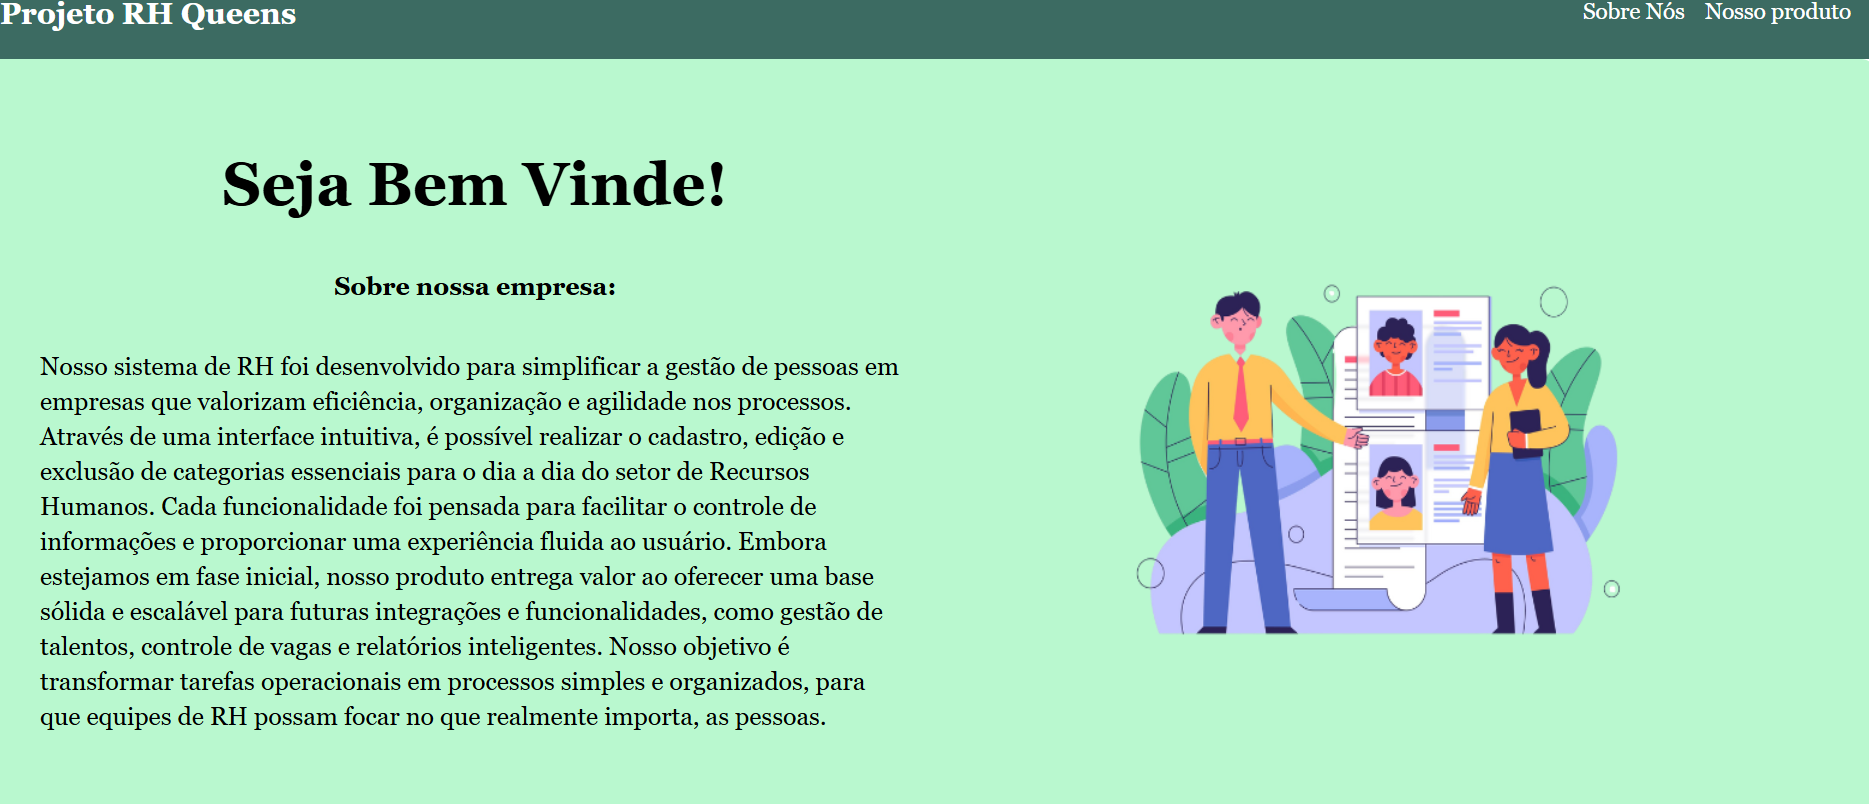 Projeto RH Queens
Sobre Nós Nosso produto
Seja Bem Vinde!
Sobre nossa empresa:
Nosso sistema de RH foi desenvolvido para simplificar a gestão de pessoas em
empresas que valorizam eficiência, organização e agilidade nos processos.
Através de uma interface intuitiva, é possível realizar o cadastro, edição e
exclusão de categorias essenciais para o dia a dia do setor de Recursos
Humanos. Cada funcionalidade foi pensada para facilitar o controle de
informações e proporcionar uma experiência fluida ao usuário. Embora
estejamos em fase inicial, nosso produto entrega valor ao oferecer uma base
sólida e escalável para futuras integrações e funcionalidades, como gestão de
talentos, controle de vagas e relatórios inteligentes. Nosso objetivo é
transformar tarefas operacionais em processos simples e organizados, para
que equipes de RH possam focar no que realmente importa, as pessoas.